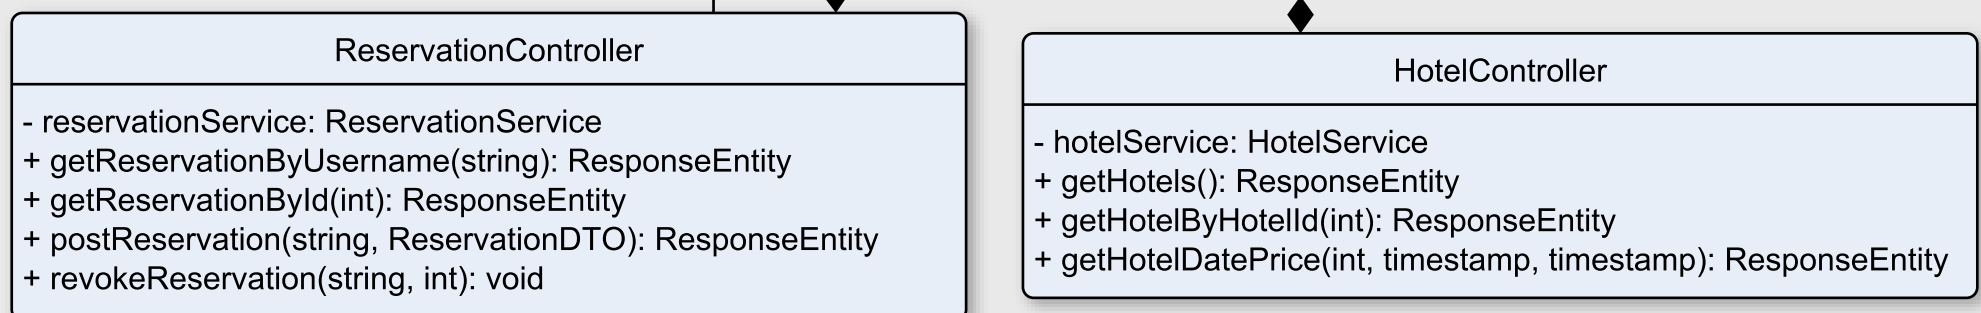 ReservationController
- reservationService: ReservationService
+ getReservationByUsername(string): ResponseEntity
+ getReservationById(int): ResponseEntity
+ postReservation(string, ReservationDTO): ResponseEntity
+ revokeReservation(string, int): void
HotelController
- hotelService: HotelService
+ getHotels(): ResponseEntity
+ getHotelByHotelId(int): ResponseEntity
+ getHotelDatePrice(int, timestamp, timestamp): ResponseEntity